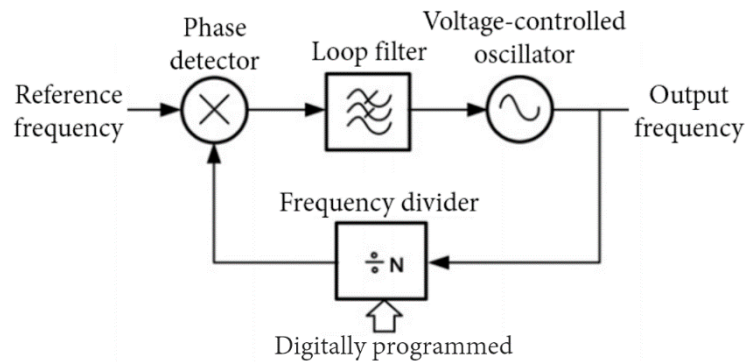 Phase
detector
Loop filter
Voltage-controlled
oscillator
Reference
frequency
Output
frequency
Frequency divider
÷ N
Digitally programmed